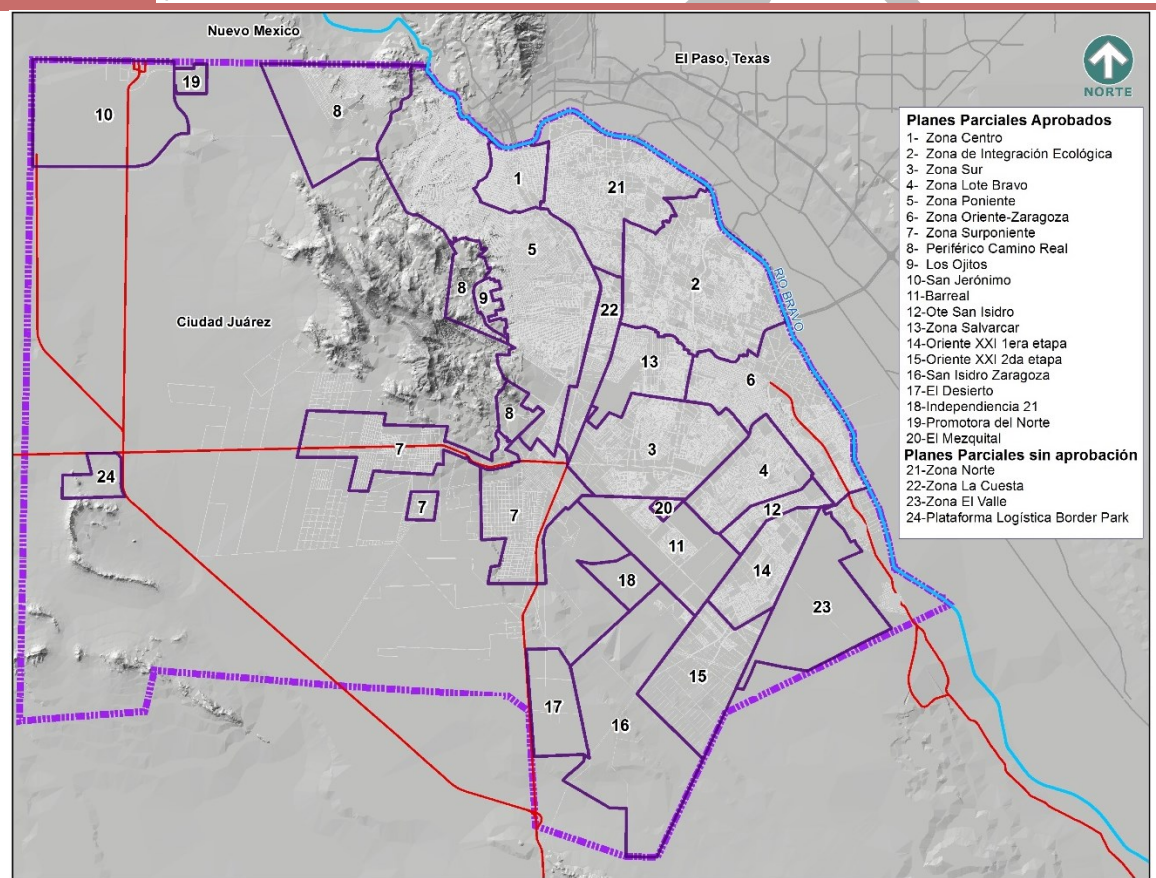 Nuevo Mexico
El Paso, Texas
NORTE
19
10
8
1
21
5
2
8
9
22
Ciudad Juárez
RIO BRAVO
13
6
8
7
3
4
24
7
7
20
12
11
18
14
23
15
17
16
Planes Parciales Aprobados
1- Zona Centro
2- Zona de Integración Ecológica
3- Zona Sur
4- Zona Lote Bravo
5- Zona Poniente
6- Zona Oriente-Zaragoza
7- Zona Surponiente
8- Periférico Camino Real
9- Los Ojitos
10-San Jerónimo
11-Barreal
12-Ote San Isidro
13-Zona Salvarcar
14-Oriente XXI 1era etapa
15-Oriente XXI 2da etapa
16-San Isidro Zaragoza
17-El Desierto
18-Independiencia 21
19-Promotora del Norte
20-El Mezquital
Planes Parciales sin aprobación
21-Zona Norte
22-Zona La Cuesta
23-Zona El Valle
24-Plataforma Logística Border Park